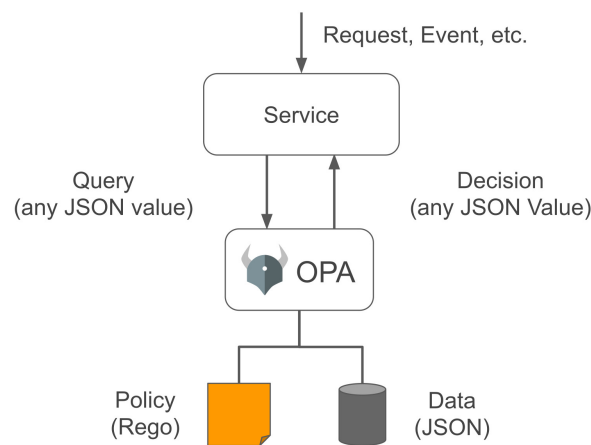 Request, Event, etc.
Service
Query
(any JSON value)
Decision
(any JSON Value)
OPA
Policy
(Rego)
Data
(JSON)